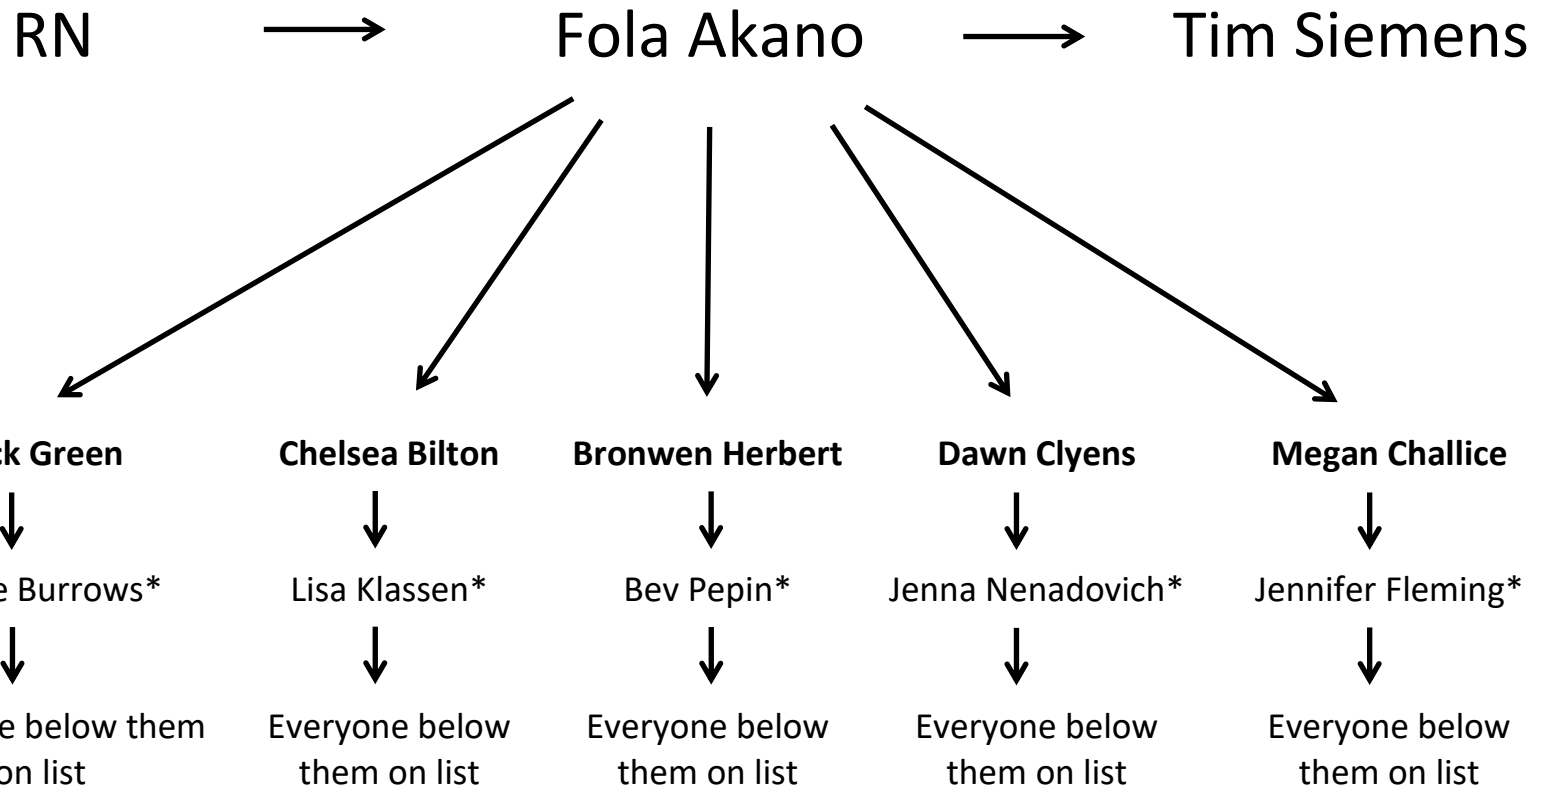 RN Fola Akano Tim Siemens
Green Chelsea Bilton Bronwen Herbert Dawn Clyens Megan Challice
Burrows* Lisa Klassen* Bev Pepin* Jenna Nenadovich* Jennifer Fleming*
below them Everyone below Everyone below Everyone below Everyone below
on list them on list them on list them on list them on list